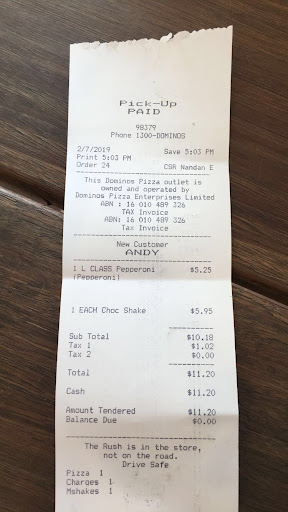 Pick-Up
PAID
98379
Phone 1300-DOMINOS
2/7/2019 Save 5:03 PM
Print 5:03 PM
Order 24 CSR Nandan E
This Dominos Pizza outlet is
owned and operated by
Dominos Pizza Enterprises Limited
ABN : 16 010 489 326
TAX Invoice
ABN: 16 010 489 326
Tax Invoice
New Customer
ANDY
1 L CLASS Pepperoni $5.25
(Pepperoni)
1 EACH Choc Shake $5.95
Sub Total $10.18
Tax 1 $1.02
Tax 2 $0.00
Total $11.20
Cash $11.20
Amount Tendered $11.20
Balance Due $0.00
The Rush is in the store,
not on the road.
Drive Safe
Pizza 1
Charges 1
Mshakes 1